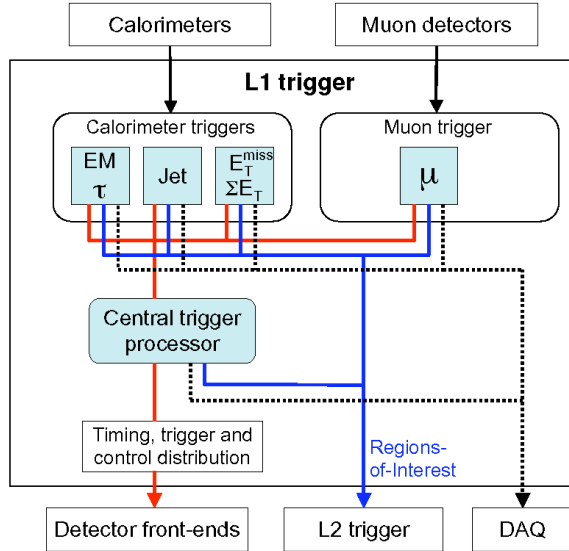 Calorimeters
Muon detectors
L1 trigger
Calorimeter triggers
Muon trigger
EM
τ
Jet
E_T^miss
ΣE_T
μ
Central trigger
processor
Timing, trigger and
control distribution
Regions-
of-Interest
Detector front-ends
L2 trigger
DAQ